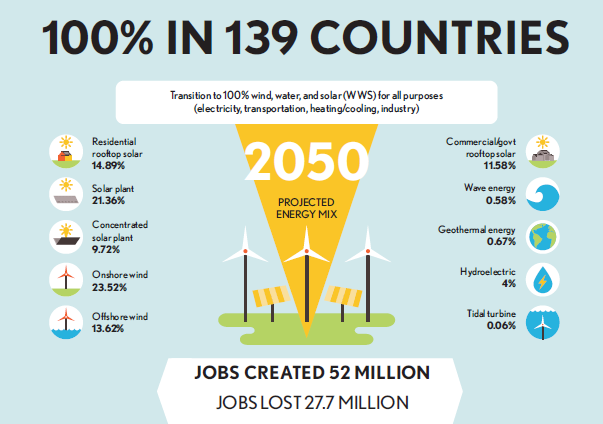 100% IN 139 COUNTRIES
Transition to 100% wind, water, and solar (WWS) for all purposes
(electricity, transportation, heating/cooling, industry)
2050
PROJECTED
ENERGY MIX
Residential
rooftop solar
14.89%
Solar plant
21.36%
Concentrated
solar plant
9.72%
Onshore wind
23.52%
Offshore wind
13.62%
Commercial/govt
rooftop solar
11.58%
Wave energy
0.58%
Geothermal energy
0.67%
Hydroelectric
4%
Tidal turbine
0.06%
JOBS CREATED 52 MILLION
JOBS LOST 27.7 MILLION